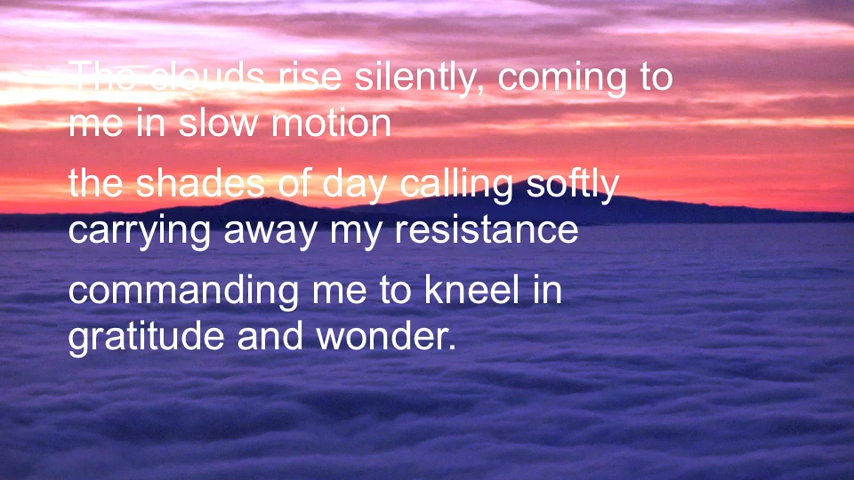 The clouds rise silently, coming to
me in slow motion
the shades of day calling softly
carrying away my resistance
commanding me to kneel in
gratitude and wonder.